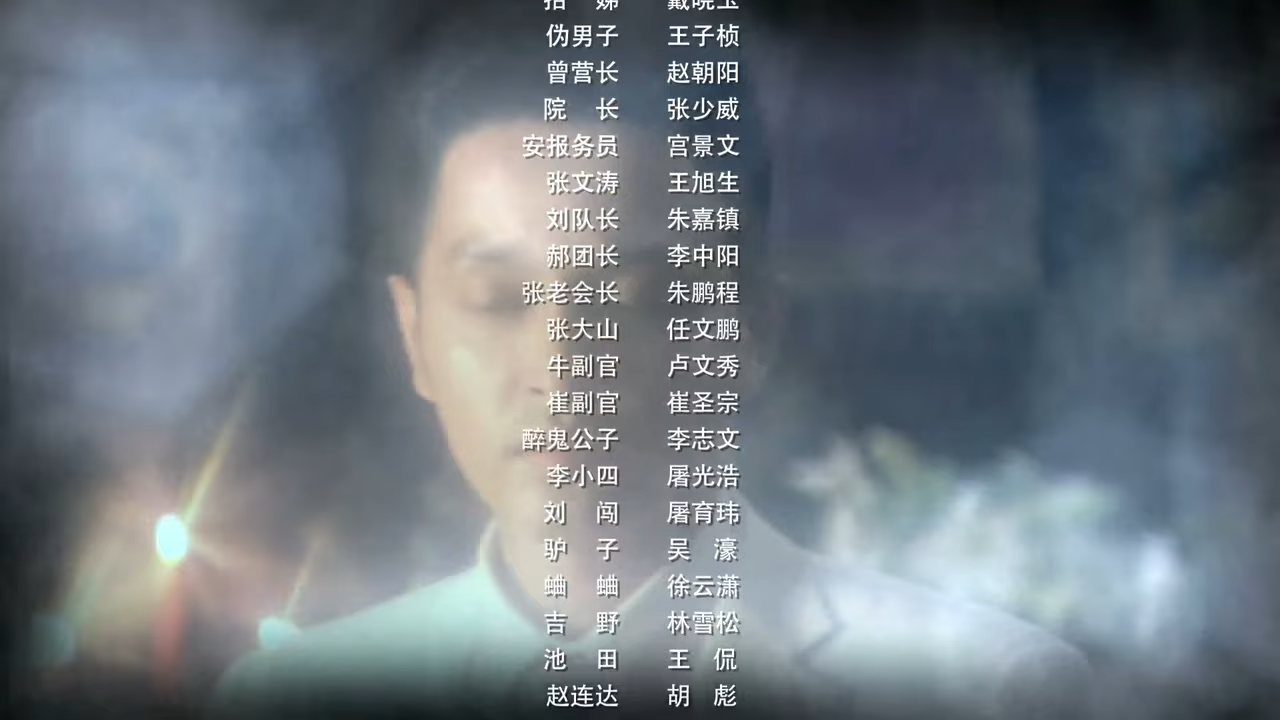 伪男子 王子桢
曾营长 赵朝阳
院 长 张少威
安报务员 宫景文
张文涛 王旭生
刘队长 朱嘉镇
郝团长 李中阳
张老会长 朱鹏程
张大山 任文鹏
牛副官 卢文秀
崔副官 崔圣宗
醉鬼公子 李志文
李小四 屠光浩
刘 闯 屠育玮
驴 子 吴 濠
蛐 蛐 徐云潇
吉 野 林雪松
池 田 王 侃
赵连达 胡 彪